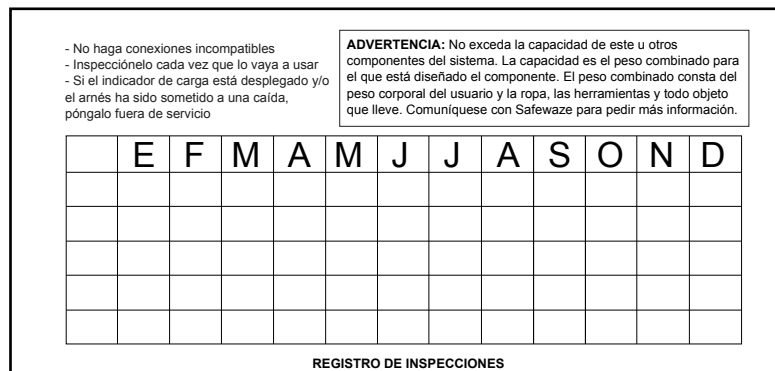 - No haga conexiones incompatibles
- Inspecciónelo cada vez que lo vaya a usar
- Si el indicador de carga está desplegado y/o
el arnés ha sido sometido a una caída,
póngalo fuera de servicio
ADVERTENCIA: No exceda la capacidad de este u otros
componentes del sistema. La capacidad es el peso combinado para
el que está diseñado el componente. El peso combinado consta del
peso corporal del usuario y la ropa, las herramientas y todo objeto
que lleve. Comuníquese con Safewaze para pedir más información.
E F M A M J J A S O N D
REGISTRO DE INSPECCIONES